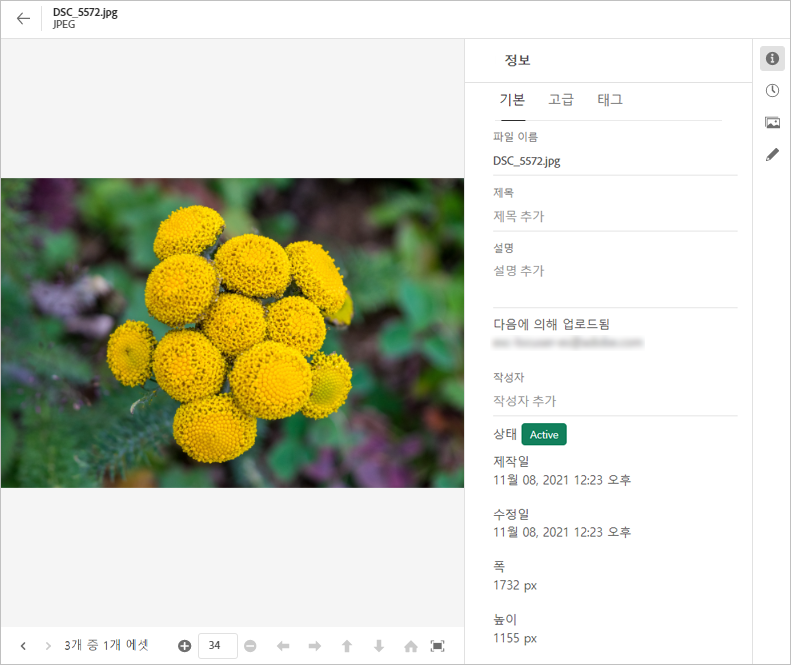 DSC_5572.jpg
JPEG
정보
기본 고급 태그
파일 이름
DSC_5572.jpg
제목
제목 추가
설명
설명 추가
다음에 의해 업로드됨
작성자
작성자 추가
상태 Active
제작일
11월 08, 2021 12:23 오후
수정일
11월 08, 2021 12:23 오후
폭
1732 px
높이
1155 px
3개 중 1개 에셋 34